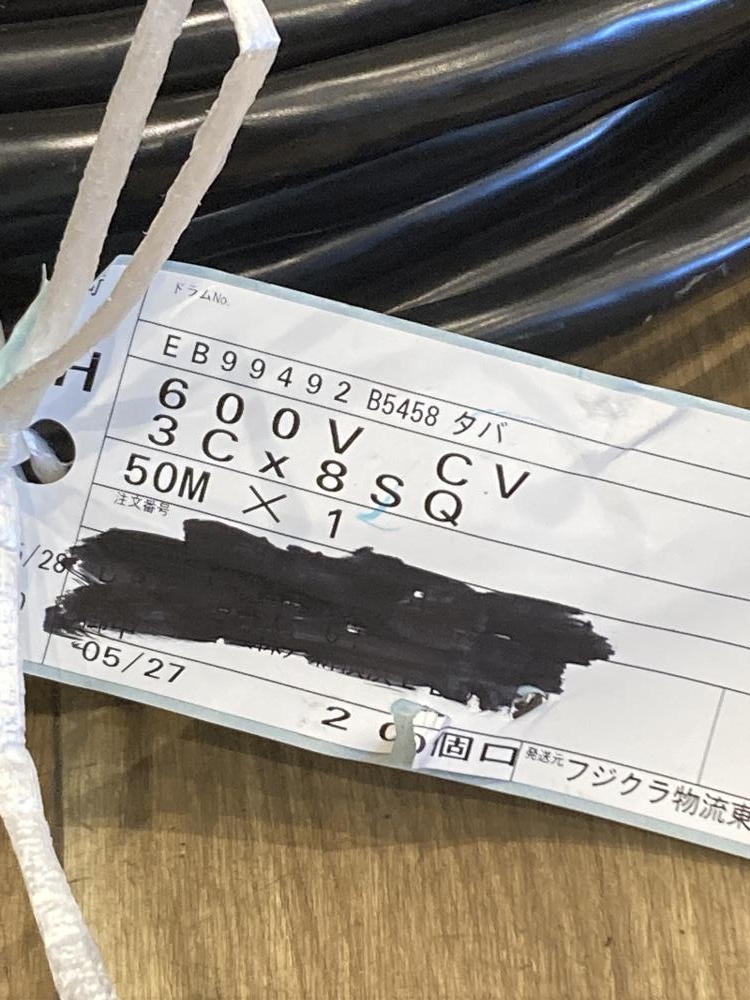 ドラムNo.
EB99492 B5458 タバ
600V CV
3C×8SQ
50M × 1
注文番号
/28
05/27
2 個口
発送元 フジクラ物流東
H